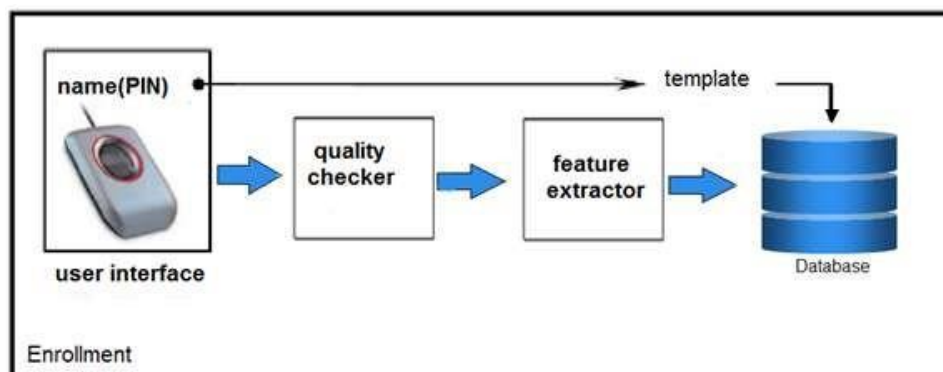 name(PIN)
template
quality
checker
feature
extractor
user interface
Database
Enrollment